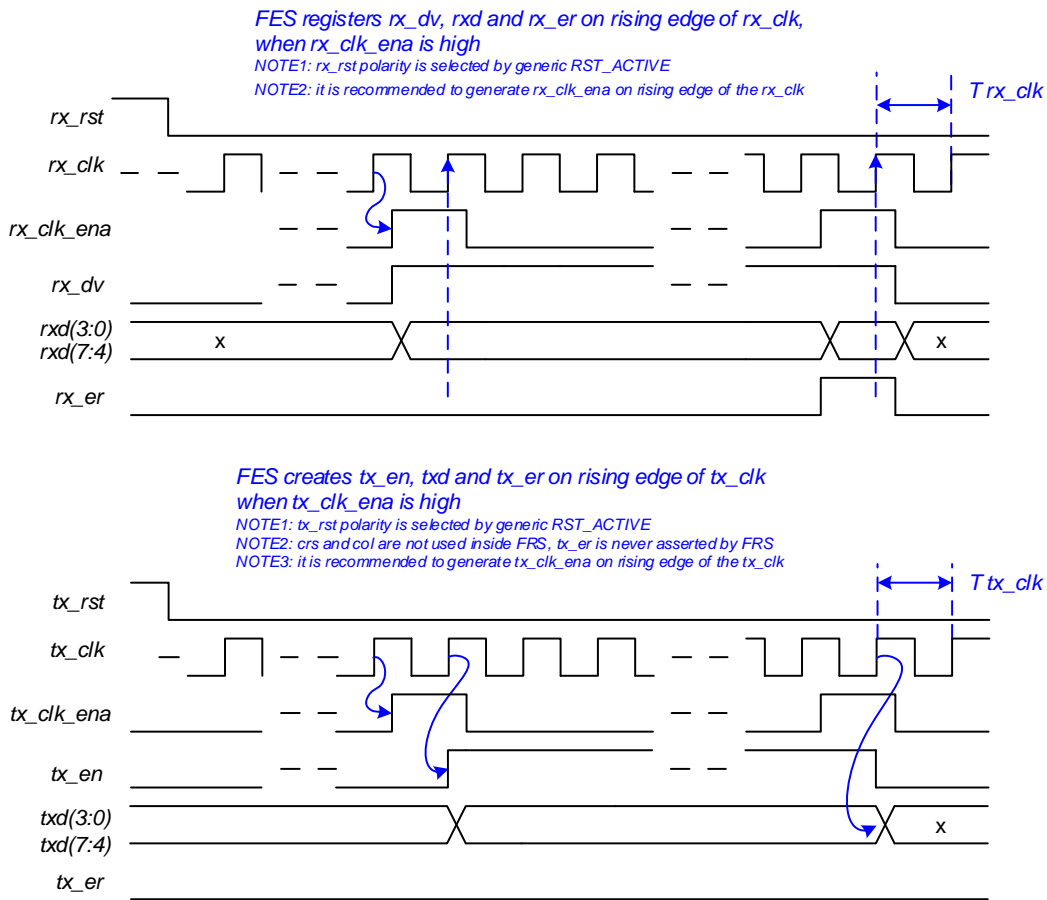 FES registers rx_dv, rxd and rx_er on rising edge of rx_clk,
when rx_clk_ena is high
NOTE1: rx_rst polarity is selected by generic RST_ACTIVE
NOTE2: it is recommended to generate rx_clk_ena on rising edge of the rx_clk
T rx_clk
rx_rst
rx_clk
rx_clk_ena
rx_dv
rxd(3:0)
rxd(7:4)
x
x
rx_er
FES creates tx_en, txd and tx_er on rising edge of tx_clk
when tx_clk_ena is high
NOTE1: tx_rst polarity is selected by generic RST_ACTIVE
NOTE2: crs and col are not used inside FRS, tx_er is never asserted by FRS
NOTE3: it is recommended to generate tx_clk_ena on rising edge of the tx_clk
T tx_clk
tx_rst
tx_clk
tx_clk_ena
tx_en
txd(3:0)
txd(7:4)
x
tx_er